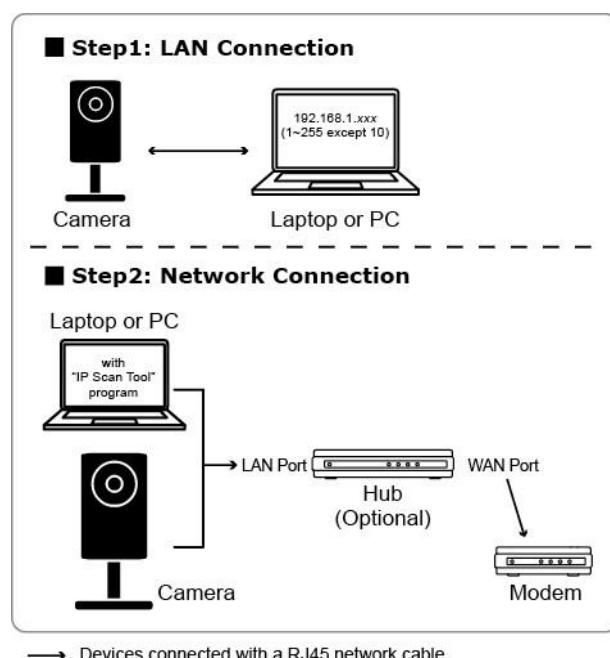 ■ Step1: LAN Connection
192.168.1.xxx
(1~255 except 10)
Camera
Laptop or PC
■ Step2: Network Connection
Laptop or PC
with
"IP Scan Tool"
program
LAN Port
WAN Port
Hub
(Optional)
Camera
Modem
Devices connected with a RJ45 network cable